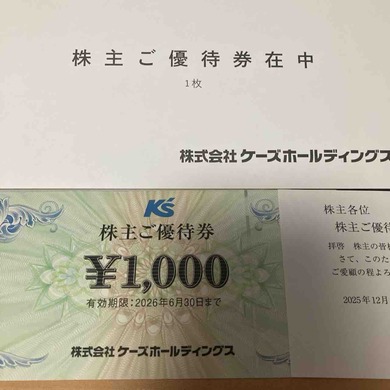 株主ご優待券在中
1枚
株式会社 ケーズホールディングス
K's
株主ご優待券
¥1,000
有効期限:2026年6月30日まで
株式会社 ケーズホールディングス
株主各位
株主ご優待
拝啓 株主の皆
さて、このた
ご愛顧の程よろ
2025年12月